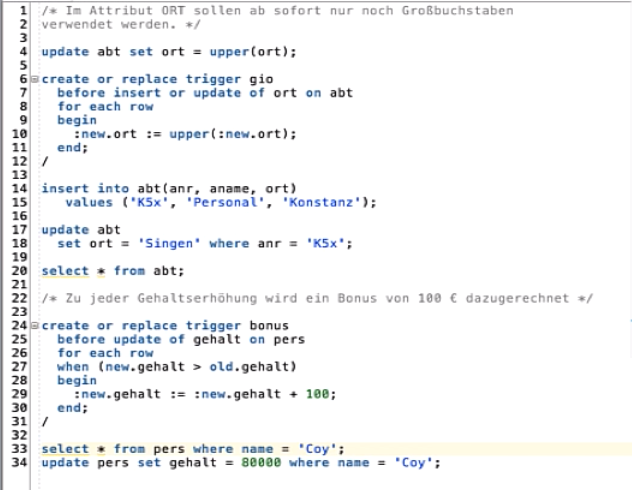 1 /* Im Attribut ORT sollen ab sofort nur noch Großbuchstaben
2 verwendet werden. */
3
4 update abt set ort = upper(ort);
5
6 create or replace trigger gio
7 before insert or update of ort on abt
8 for each row
9 begin
10 :new.ort := upper(:new.ort);
11 end;
12 /
13
14 insert into abt(anr, aname, ort)
15 values ('K5x', 'Personal', 'Konstanz');
16
17 update abt
18 set ort = 'Singen' where anr = 'K5x';
19
20 select * from abt;
21
22 /* Zu jeder Gehaltserhöhung wird ein Bonus von 100 € dazugerechnet */
23
24 create or replace trigger bonus
25 before update of gehalt on pers
26 for each row
27 when (new.gehalt > old.gehalt)
28 begin
29 :new.gehalt := :new.gehalt + 100;
30 end;
31 /
32
33 select * from pers where name = 'Coy';
34 update pers set gehalt = 80000 where name = 'Coy';